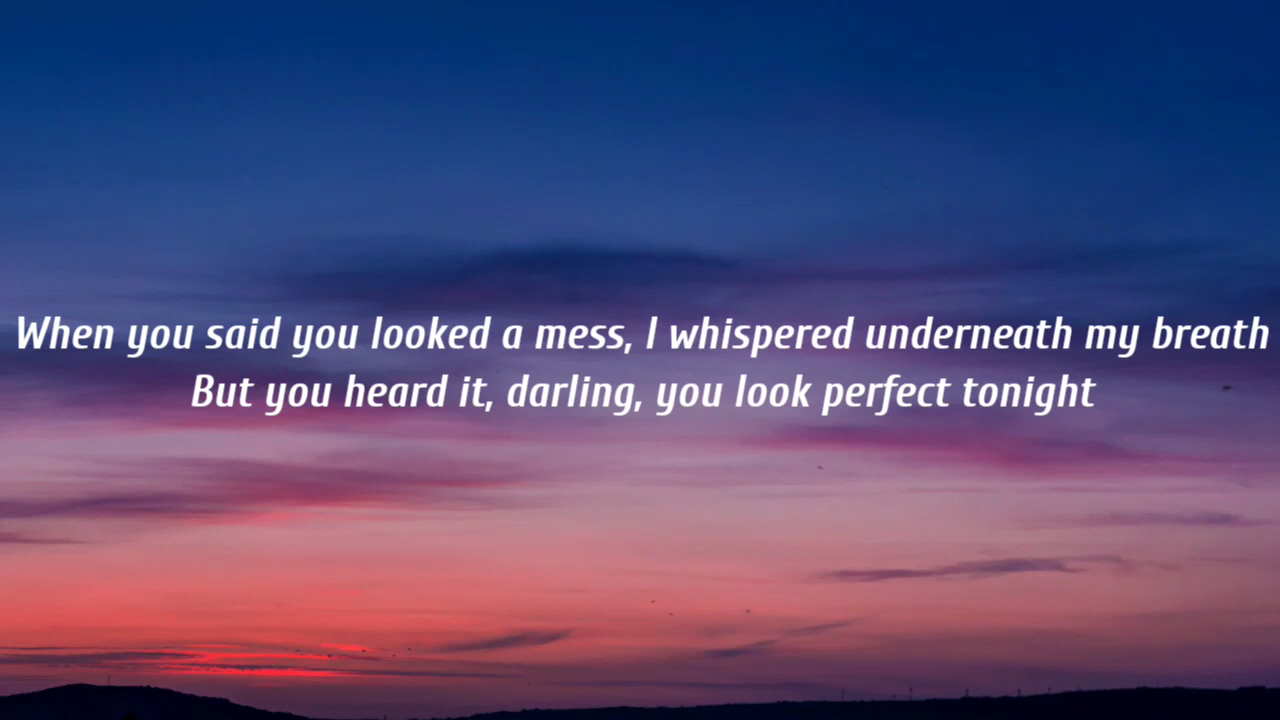 When you said you looked a mess, I whispered underneath my breath
But you heard it, darling, you look perfect tonight